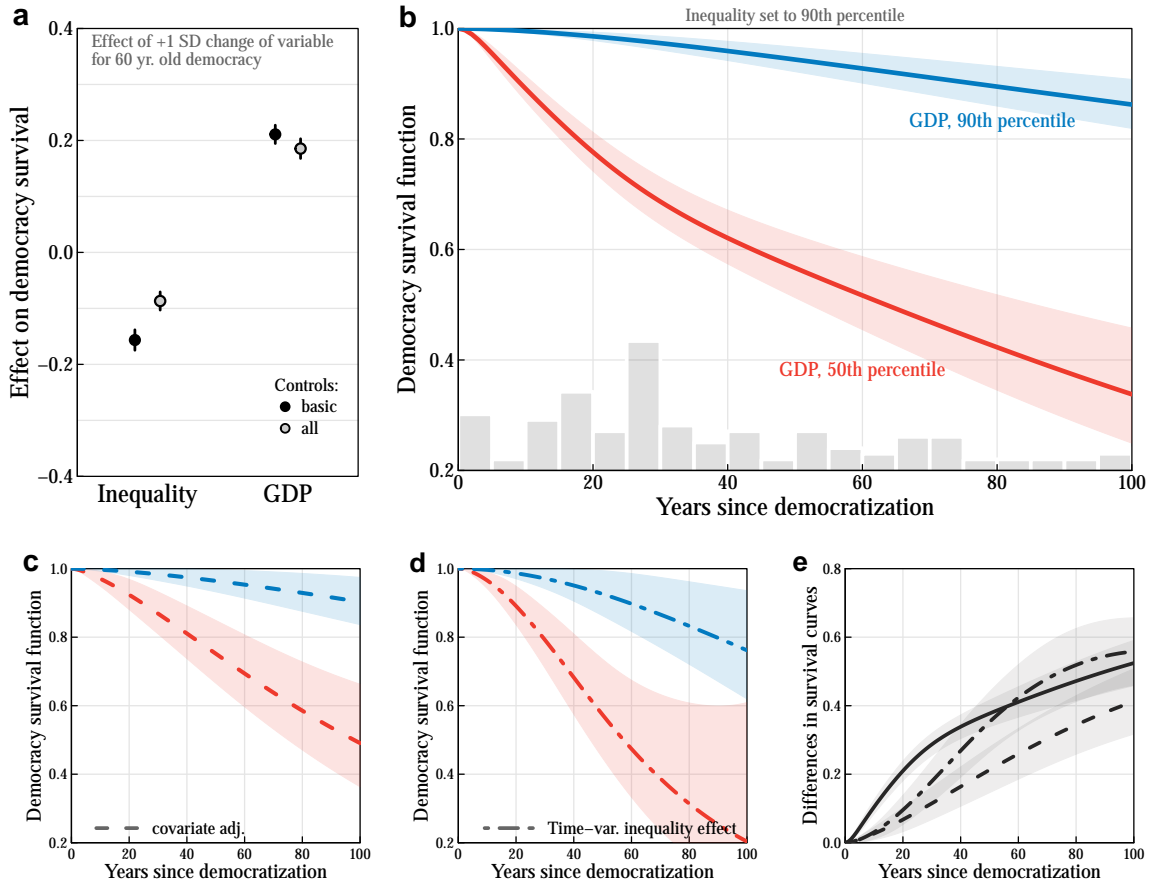 a
Effect of +1 SD change of variable
for 60 yr. old democracy
0.4
0.2
0.0
−0.2
−0.4
Effect on democracy survival
Controls:
basic
all
Inequality
GDP
b
Inequality set to 90th percentile
1.0
0.8
0.6
0.4
0.2
Democracy survival function
GDP, 90th percentile
GDP, 50th percentile
0
20
40
60
80
100
Years since democratization
c
1.0
0.8
0.6
0.4
0.2
Democracy survival function
covariate adj.
0
20
40
60
80
100
Years since democratization
d
1.0
0.8
0.6
0.4
0.2
Democracy survival function
Time−var. inequality effect
0
20
40
60
80
100
Years since democratization
e
0.8
0.6
0.4
0.2
0.0
Differences in survival curves
0
20
40
60
80
100
Years since democratization